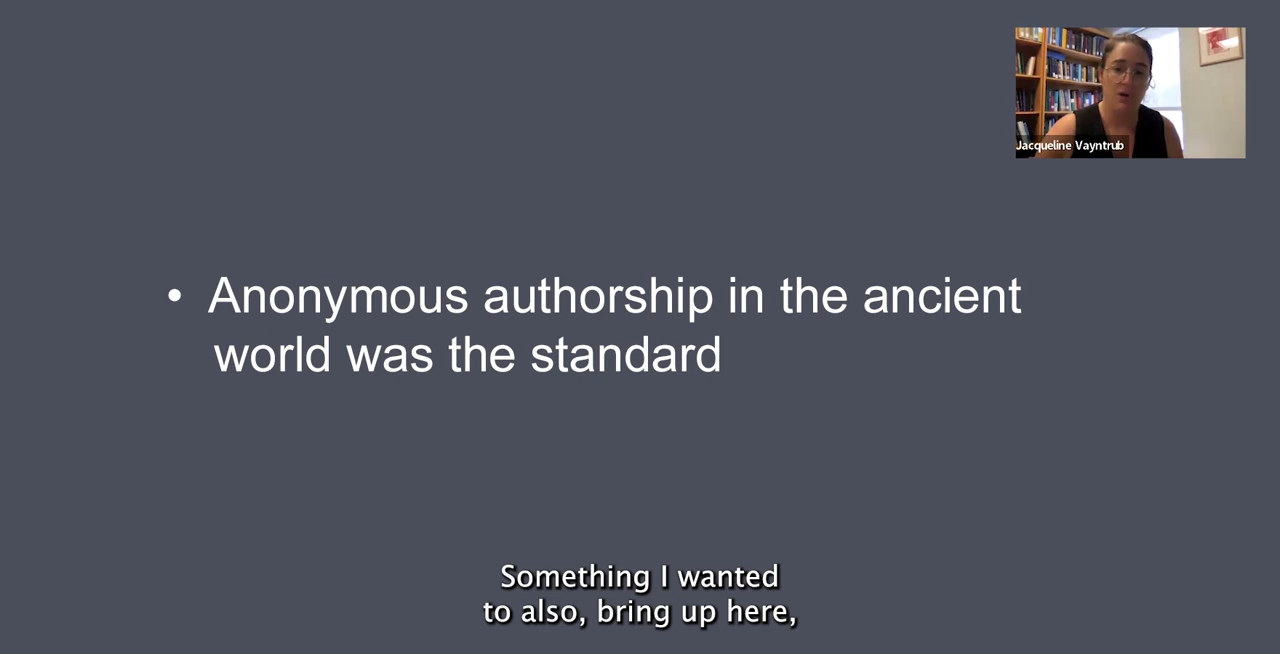 Jacqueline Vayntrub
• Anonymous authorship in the ancient
world was the standard
Something I wanted
to also, bring up here,